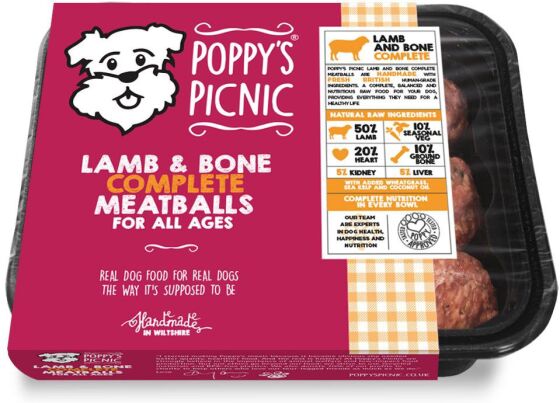 POPPY'S®
PICNIC
LAMB & BONE
COMPLETE
MEATBALLS
FOR ALL AGES
REAL DOG FOOD FOR REAL DOGS
THE WAY IT'S SUPPOSED TO BE
Handmade
IN WILTSHIRE
LAMB
AND BONE
COMPLETE
POPPY'S PICNIC LAMB AND BONE COMPLETE
MEATBALLS ARE HANDMADE WITH
FRESH BRITISH HUMAN-GRADE
INGREDIENTS. A COMPLETE, BALANCED AND
NUTRITIOUS RAW FOOD FOR YOUR DOG,
PROVIDING EVERYTHING THEY NEED FOR A
HEALTHY LIFE.
NATURAL RAW INGREDIENTS
50% LAMB
10% SEASONAL VEG
20% HEART
10% GROUND BONE
5% KIDNEY
5% LIVER
WITH ADDED WHEATGRASS,
SEA KELP AND COCONUT OIL
COMPLETE NUTRITION
IN EVERY BOWL
OUR TEAM
ARE EXPERTS
IN DOG HEALTH,
HAPPINESS AND
NUTRITION
POPPY
APPROVED
POPPY'S
PICNIC
LAMB & BONE
COMPLETE
MEATBALLS
Love
POPPYSPICNIC.CO.UK